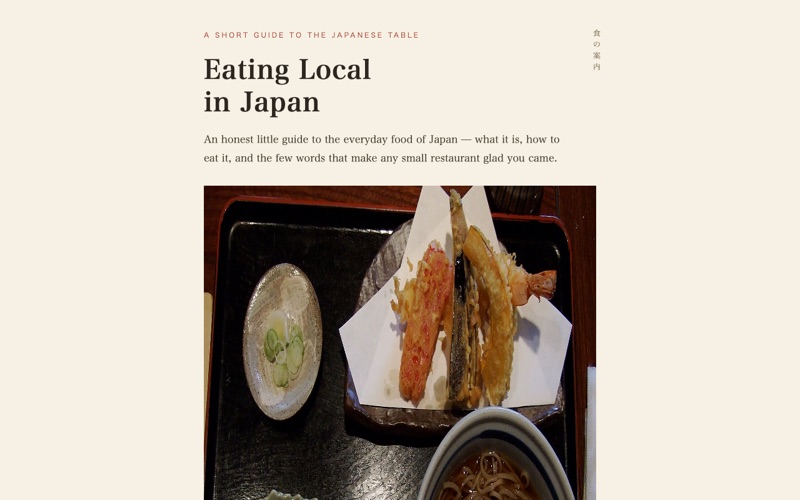 A SHORT GUIDE TO THE JAPANESE TABLE
食の案内
Eating Local
in Japan
An honest little guide to the everyday food of Japan — what it is, how to
eat it, and the few words that make any small restaurant glad you came.